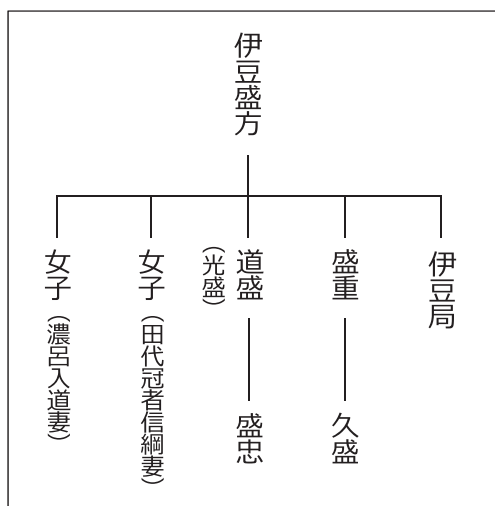 伊豆盛方
伊豆局
盛重
久盛
道盛
（光盛）
盛忠
女子（田代冠者信綱妻）
女子（濃呂入道妻）